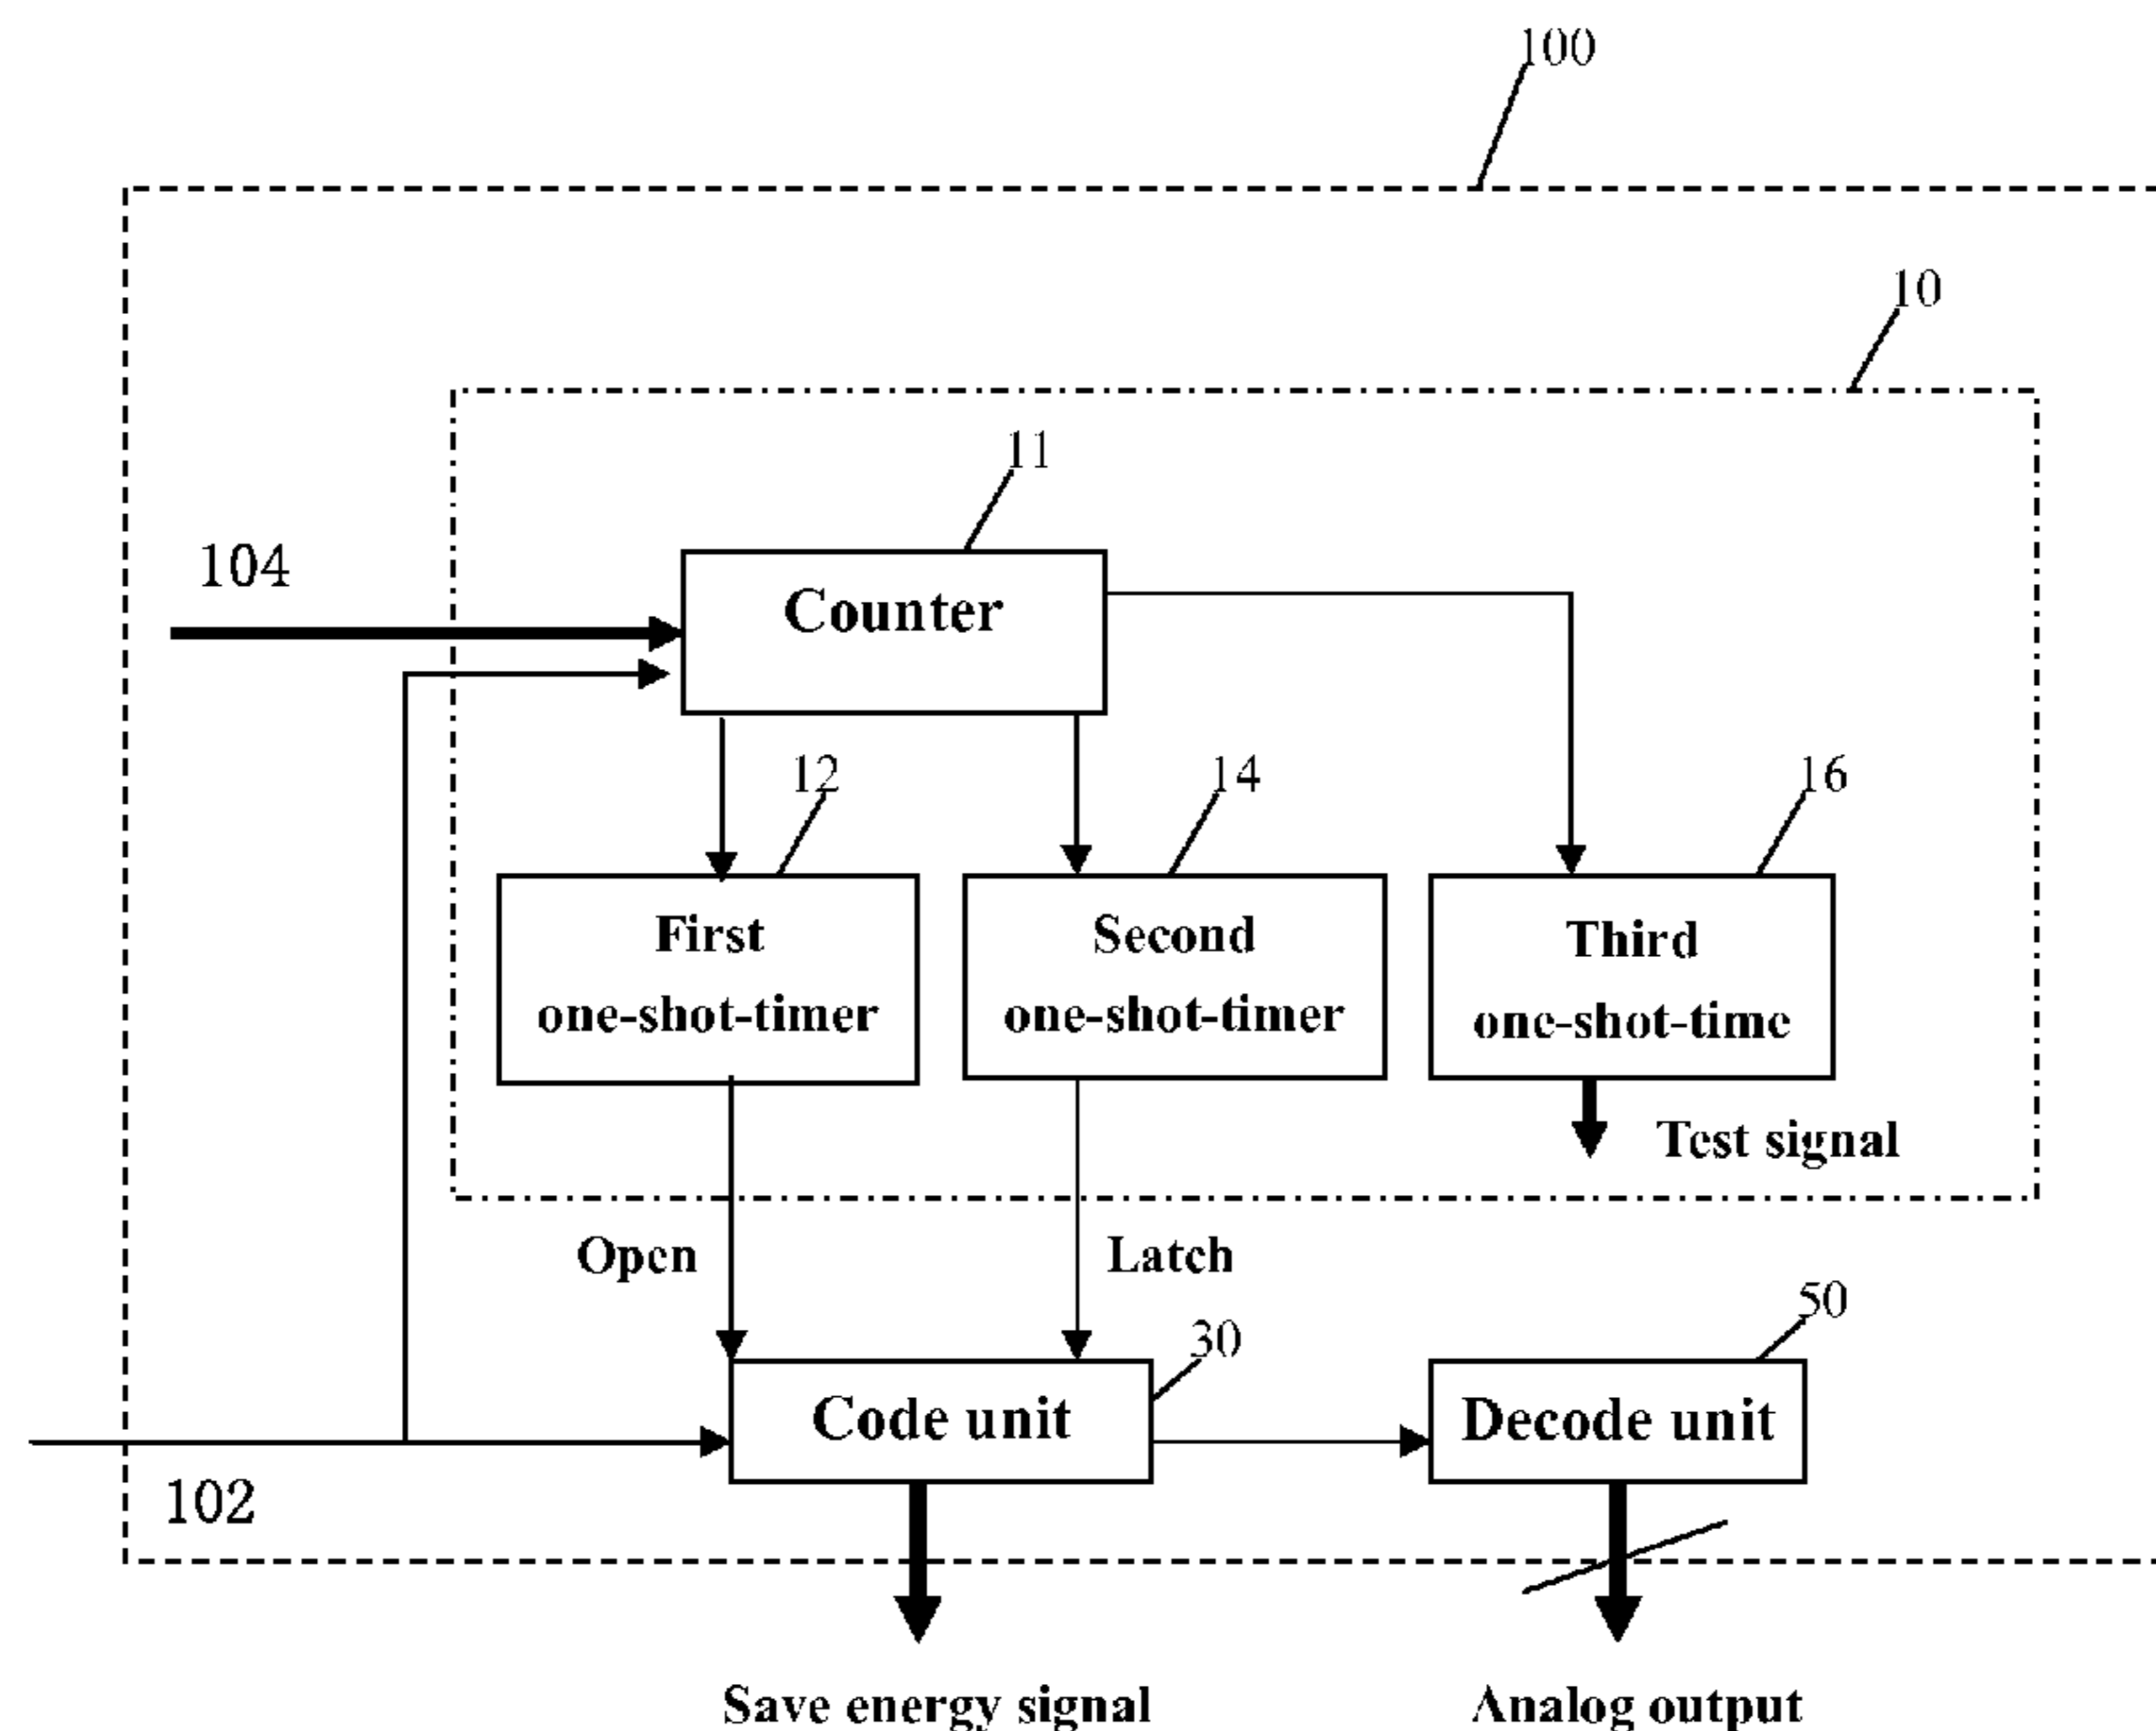 100
10
11
104
Counter
12
14
16
First
one-shot-timer
Second
one-shot-timer
Third
one-shot-time
Test signal
Open
Latch
30
50
Code unit
Decode unit
102
Save energy signal
Analog output